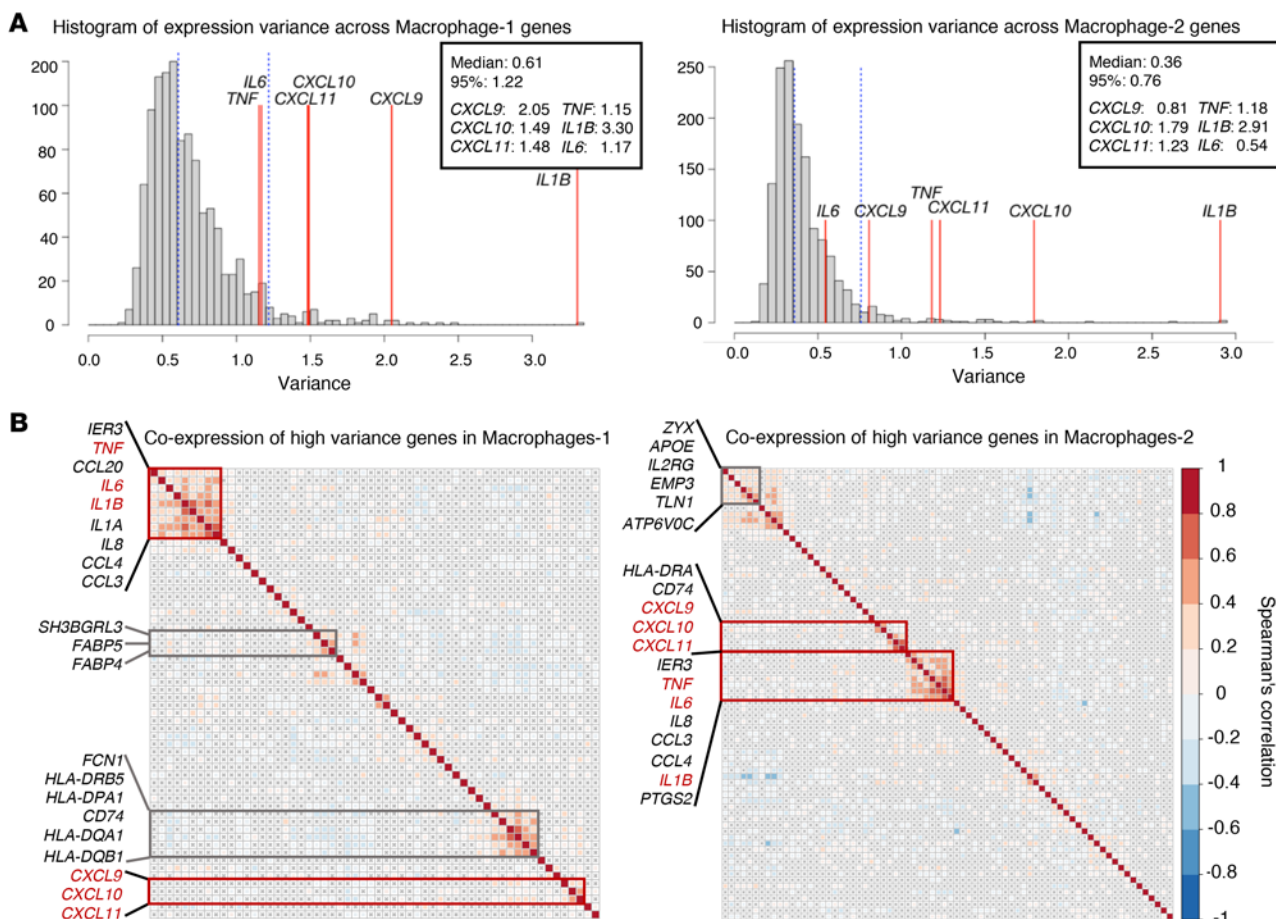 A
Histogram of expression variance across Macrophage-1 genes
Median: 0.61
95%: 1.22
CXCL9: 2.05 TNF: 1.15
CXCL10: 1.49 IL1B: 3.30
CXCL11: 1.48 IL6: 1.17
IL6 CXCL10
TNF CXCL11 CXCL9
IL1B
200
100
80
60
40
20
0
0.0 0.5 1.0 1.5 2.0 2.5 3.0
Variance
Histogram of expression variance across Macrophage-2 genes
Median: 0.36
95%: 0.76
CXCL9: 0.81 TNF: 1.18
CXCL10: 1.79 IL1B: 2.91
CXCL11: 1.23 IL6: 0.54
TNF
IL6 CXCL9 CXCL11 CXCL10 IL1B
250
200
150
100
50
0
0.0 0.5 1.0 1.5 2.0 2.5 3.0
Variance
B
Co-expression of high variance genes in Macrophages-1
IER3
TNF
CCL20
IL6
IL1B
IL1A
IL8
CCL4
CCL3
SH3BGRL3
FABP5
FABP4
FCN1
HLA-DRB5
HLA-DPA1
CD74
HLA-DQA1
HLA-DQB1
CXCL9
CXCL10
CXCL11
Co-expression of high variance genes in Macrophages-2
ZYX
APOE
IL2RG
EMP3
TLN1
ATP6V0C
HLA-DRA
CD74
CXCL9
CXCL10
CXCL11
IER3
TNF
IL6
IL8
CCL3
CCL4
IL1B
PTGS2
1
0.8
0.6
0.4
0.2
0
-0.2
-0.4
-0.6
-0.8
-1
Spearman's correlation